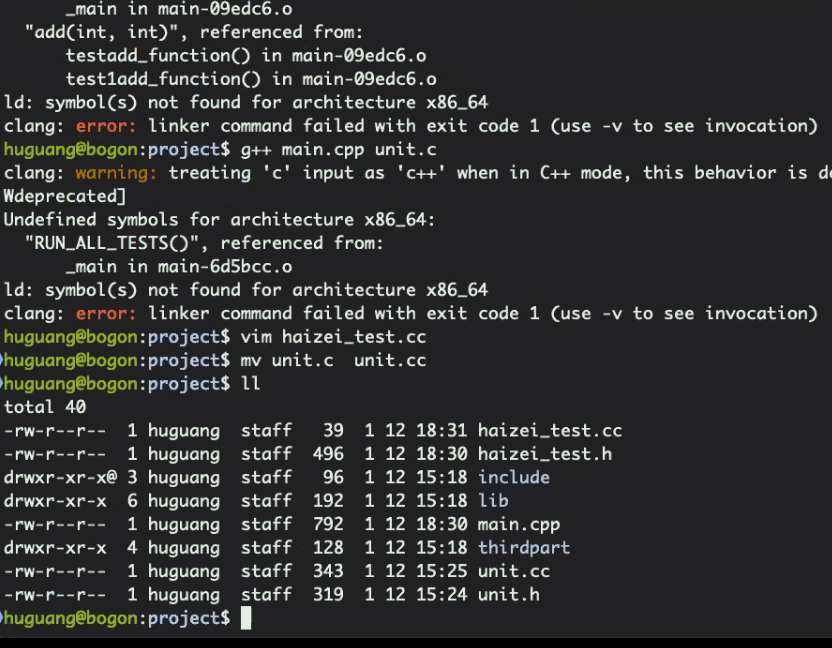 _main in main-09edc6.o
"add(int, int)", referenced from:
testadd_function() in main-09edc6.o
test1add_function() in main-09edc6.o
ld: symbol(s) not found for architecture x86_64
clang: error: linker command failed with exit code 1 (use -v to see invocation)
huguang@bogon:project$ g++ main.cpp unit.c
clang: warning: treating 'c' input as 'c++' when in C++ mode, this behavior is de
Wdeprecated]
Undefined symbols for architecture x86_64:
"RUN_ALL_TESTS()", referenced from:
_main in main-6d5bcc.o
ld: symbol(s) not found for architecture x86_64
clang: error: linker command failed with exit code 1 (use -v to see invocation)
huguang@bogon:project$ vim haizei_test.cc
huguang@bogon:project$ mv unit.c  unit.cc
huguang@bogon:project$ ll
total 40
-rw-r--r--  1 huguang  staff   39  1 12 18:31 haizei_test.cc
-rw-r--r--  1 huguang  staff  496  1 12 18:30 haizei_test.h
drwxr-xr-x@ 3 huguang  staff   96  1 12 15:18 include
drwxr-xr-x  6 huguang  staff  192  1 12 15:18 lib
-rw-r--r--  1 huguang  staff  792  1 12 18:30 main.cpp
drwxr-xr-x  4 huguang  staff  128  1 12 15:18 thirdpart
-rw-r--r--  1 huguang  staff  343  1 12 15:25 unit.cc
-rw-r--r--  1 huguang  staff  319  1 12 15:24 unit.h
huguang@bogon:project$